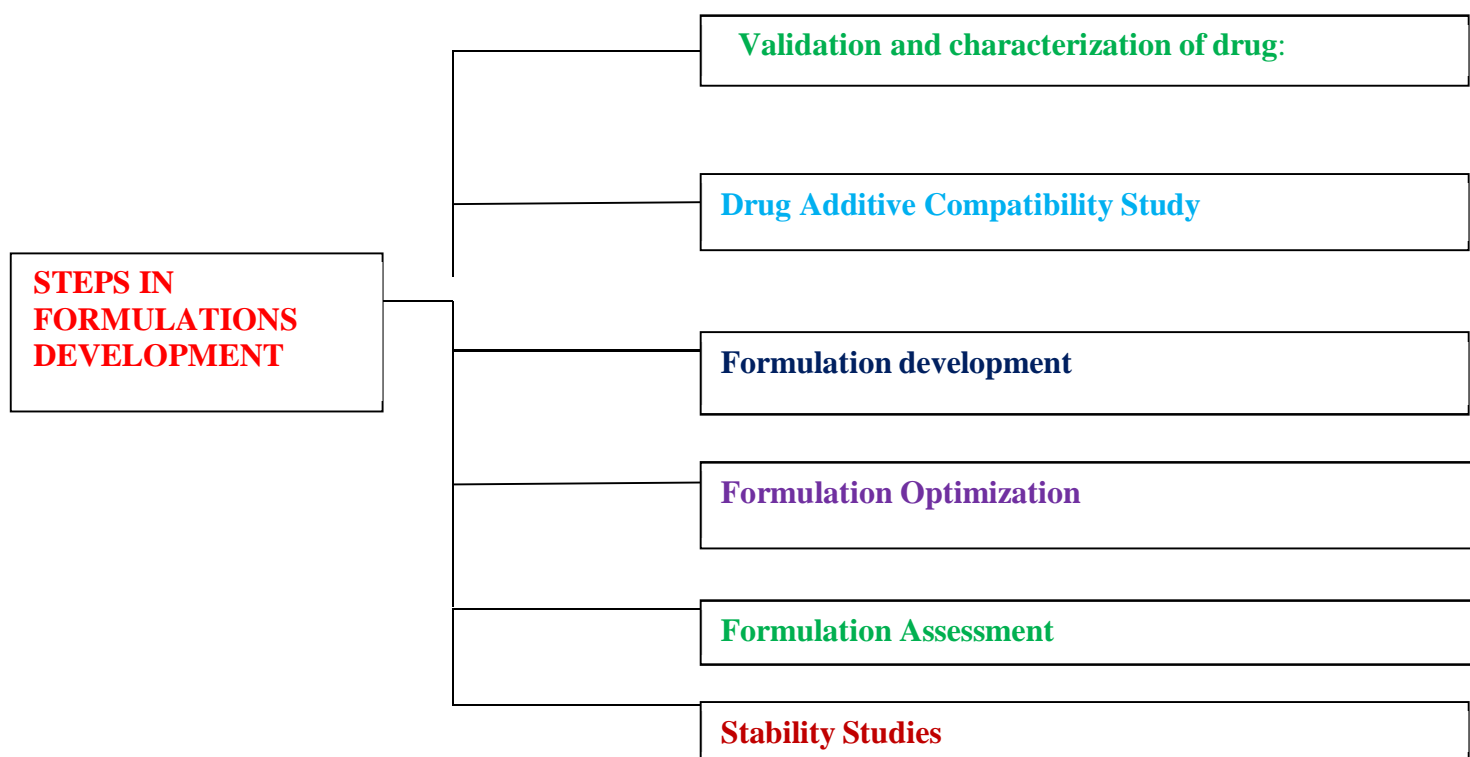 Validation and characterization of drug:
Drug Additive Compatibility Study
STEPS IN
FORMULATIONS
DEVELOPMENT
Formulation development
Formulation Optimization
Formulation Assessment
Stability Studies